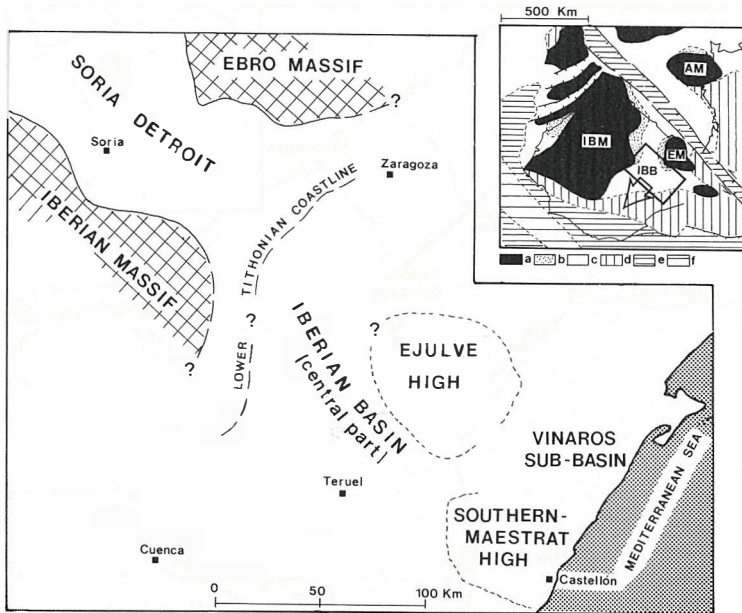 500 Km
EBRO MASSIF
?
SORIA DETROIT
Soria
Zaragoza
AM
IBM
EM
IBB
a b c d e f
IBERIAN MASSIF
?
LOWER ? TITHONIAN COASTLINE
?
IBERIAN BASIN
(central part)
EJULVE
HIGH
VINAROS
SUB-BASIN
MEDITERRANEAN SEA
Teruel
SOUTHERN-
MAESTRAT
HIGH
Cuenca
Castellón
0 50 100 Km